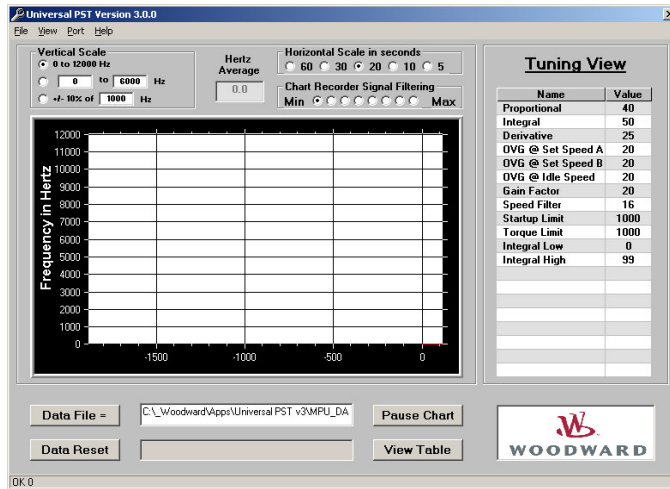 Universal PST Version 3.0.0
File View Port Help
Vertical Scale
0 to 12000 Hz
0 to 6000 Hz
+/- 10% of 1000 Hz
Hertz Average
0.0
Horizontal Scale in seconds
60 30 20 10 5
Chart Recorder Signal Filtering
Min Max
Frequency in Hertz
12000
11000
10000
9000
8000
7000
6000
5000
4000
3000
2000
1000
0
-1500 -1000 -500 0
Tuning View
Name Value
Proportional 40
Integral 50
Derivative 25
OVG @ Set Speed A 20
OVG @ Set Speed B 20
OVG @ Idle Speed 20
Gain Factor 20
Speed Filter 16
Startup Limit 1000
Torque Limit 1000
Integral Low 0
Integral High 99
Data File = C:\_Woodward\Apps\Universal PST v3\MPU_DA Pause Chart
Data Reset View Table
WOODWARD
OK 0